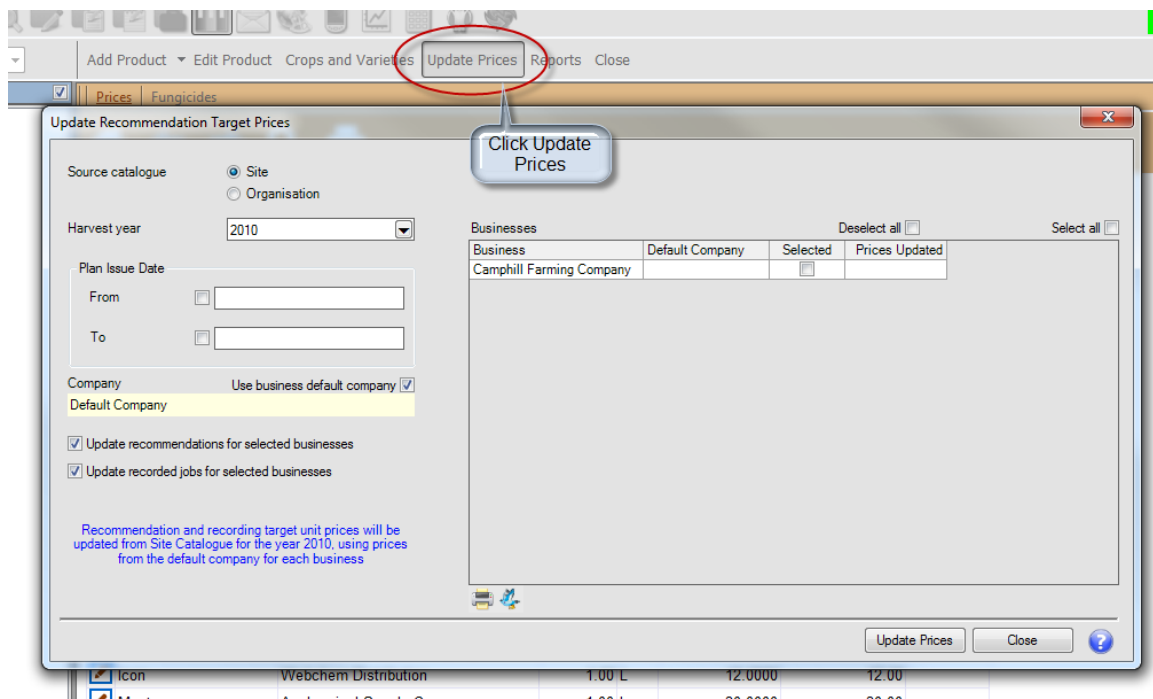 Add Product Edit Product Crops and Varieties Update Prices Reports Close
Prices Fungicides
Update Recommendation Target Prices
Click Update
Prices
Source catalogue Site
Organisation
Harvest year 2010
Plan Issue Date
From
To
Company Use business default company
Default Company
Update recommendations for selected businesses
Update recorded jobs for selected businesses
Recommendation and recording target unit prices will be
updated from Site Catalogue for the year 2010, using prices
from the default company for each business
Businesses Deselect all Select all
Business Default Company Selected Prices Updated
Camphill Farming Company
Update Prices Close
Icon Webchem Distribution 1.00 L 12.0000 12.00